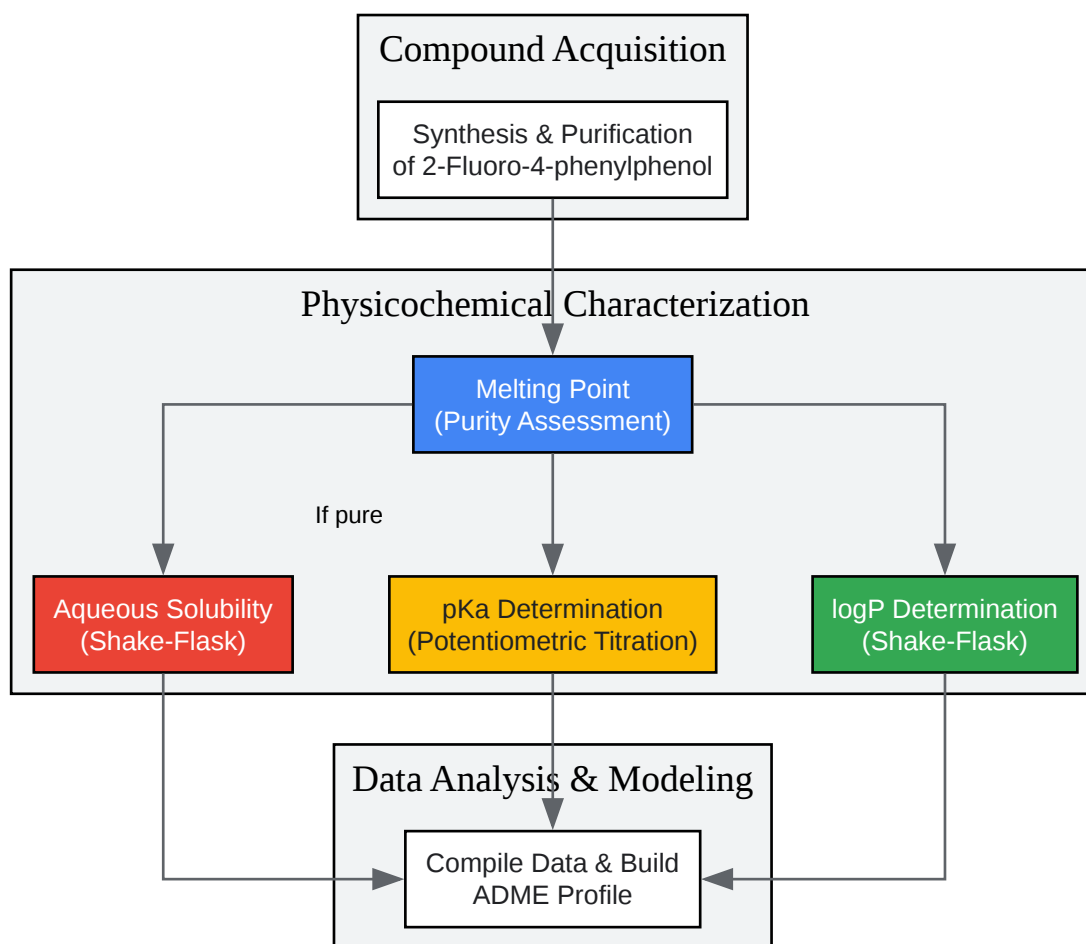 Compound Acquisition
Synthesis & Purification
of 2-Fluoro-4-phenylphenol
Physicochemical Characterization
Melting Point
(Purity Assessment)
If pure
Aqueous Solubility
(Shake-Flask)
pKa Determination
(Potentiometric Titration)
logP Determination
(Shake-Flask)
Data Analysis & Modeling
Compile Data & Build
ADME Profile